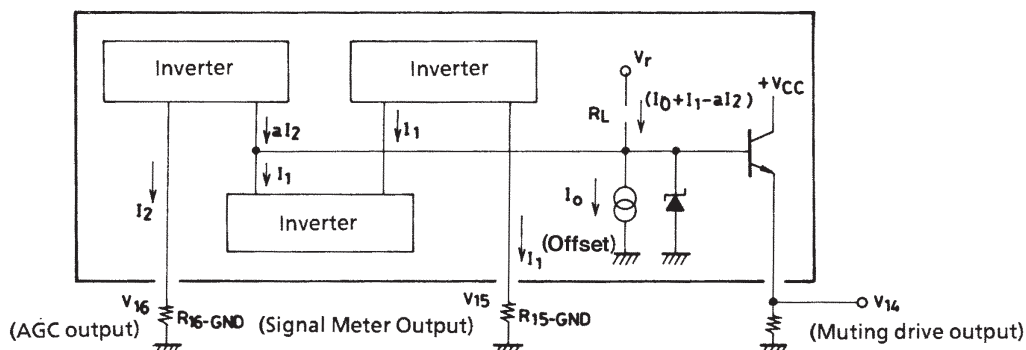 Inverter
Inverter
Vr
+VCC
RL
(I0+I1-aI2)
aI2
I1
I1
I2
Inverter
Io
(Offset)
I1
V16
R16-GND
(AGC output)
V15
R15-GND
(Signal Meter Output)
V14
(Muting drive output)